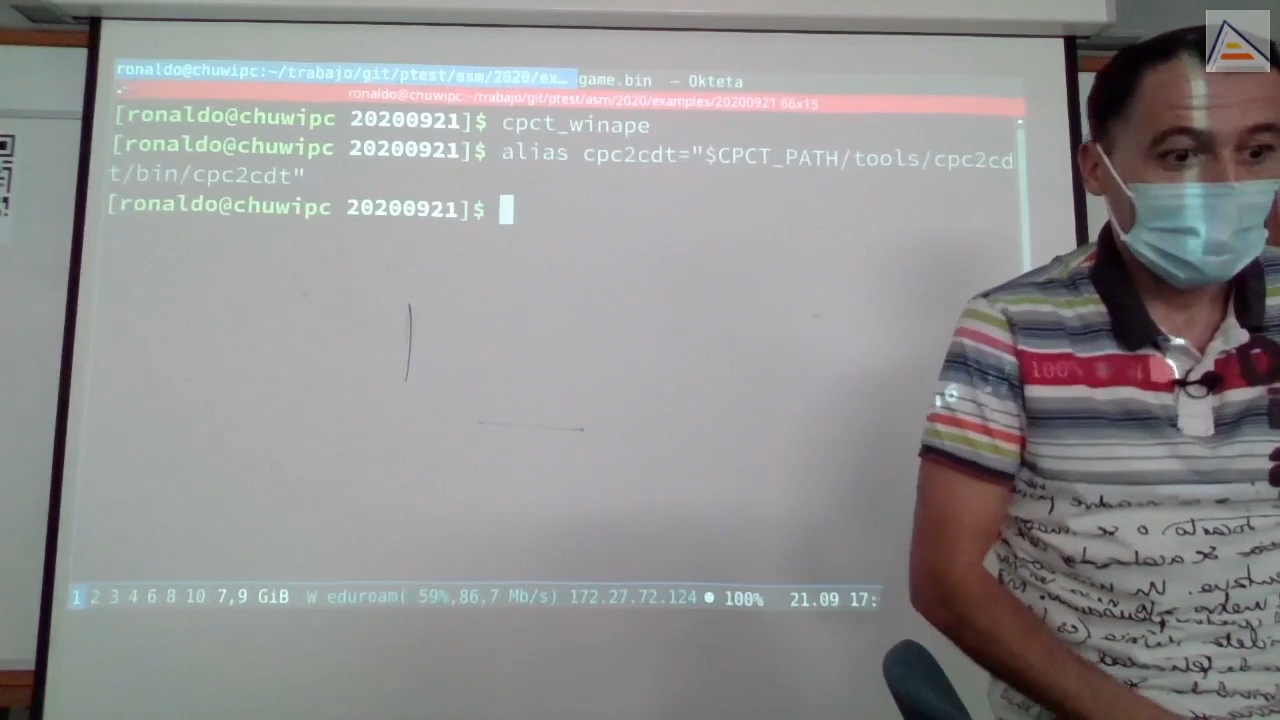 ronaldo@chuwipc:~/trabajo/git/ptest/asm/2020/ex… game.bin — Okteta
ronaldo@chuwipc:~/trabajo/git/ptest/asm/2020/examples/20200921 66x15
[ronaldo@chuwipc 20200921]$ cpct_winape
[ronaldo@chuwipc 20200921]$ alias cpc2cdt="$CPCT_PATH/tools/cpc2cd
t/bin/cpc2cdt"
[ronaldo@chuwipc 20200921]$
1 2 3 4 6 8 10 7,9 GiB W eduroam( 59%,86,7 Mb/s) 172.27.72.124 ● 100% 21.09 17:
100%